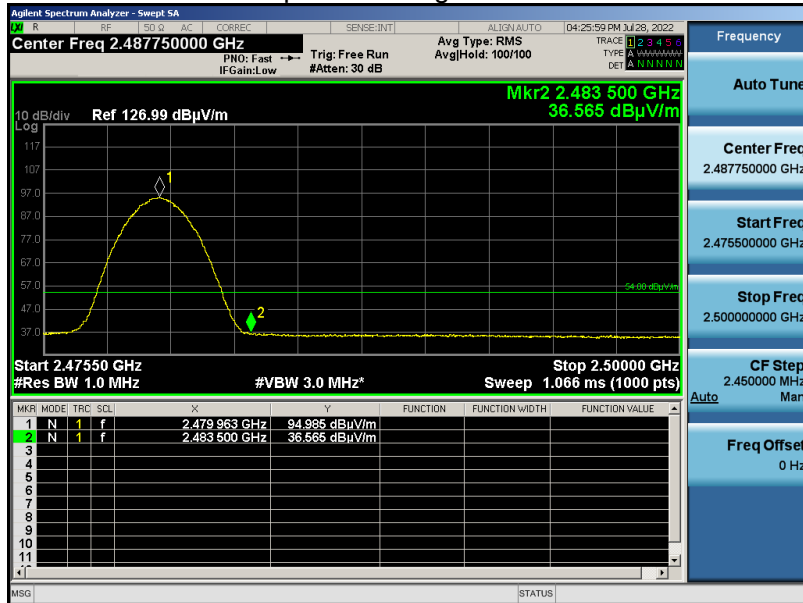 Agilent Spectrum Analyzer - Swept SA
LXI R RF 50 Ω AC CORREC SENSE:INT ALIGN AUTO 04:25:59 PM Jul 28, 2022
Center Freq 2.487750000 GHz
PNO: Fast
IFGain:Low
Trig: Free Run
#Atten: 30 dB
Avg Type: RMS
Avg|Hold: 100/100
TRACE 1 2 3 4 5 6
TYPE A
DET A N N N N N
Mkr2 2.483 500 GHz
36.565 dBµV/m
10 dB/div Ref 126.99 dBµV/m
Log
117
107
97.0
87.0
77.0
67.0
57.0
47.0
37.0
1
2
54.00 dBµV/m
Start 2.47550 GHz Stop 2.50000 GHz
#Res BW 1.0 MHz #VBW 3.0 MHz* Sweep 1.066 ms (1000 pts)
MKR MODE TRC SCL X Y FUNCTION FUNCTION WIDTH FUNCTION VALUE
1 N 1 f 2.479 963 GHz 94.985 dBµV/m
2 N 1 f 2.483 500 GHz 36.565 dBµV/m
3
4
5
6
7
8
9
10
11
MSG STATUS
Frequency
Auto Tune
Center Freq
2.487750000 GHz
Start Freq
2.475500000 GHz
Stop Freq
2.500000000 GHz
CF Step
2.450000 MHz
Auto Man
Freq Offset
0 Hz